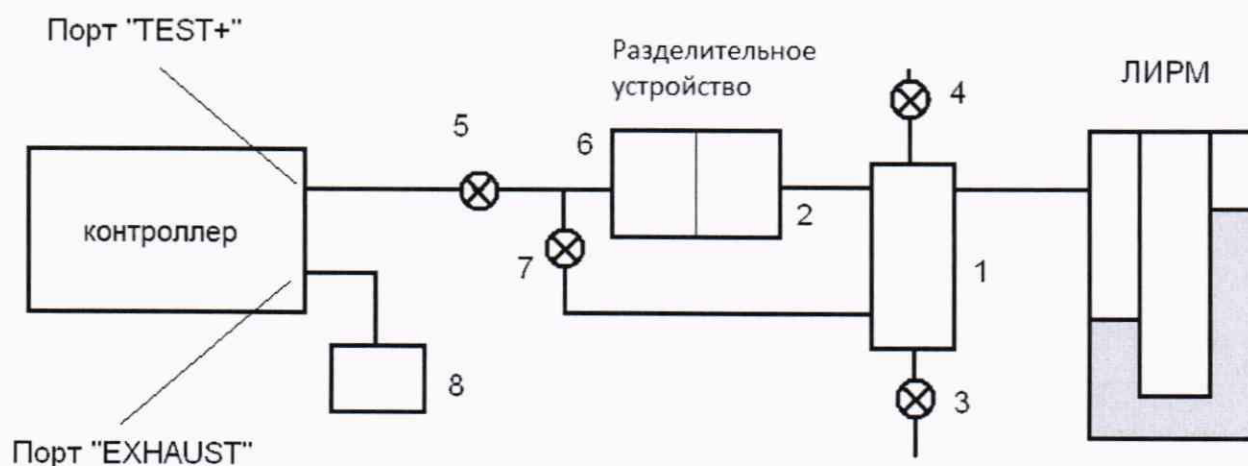 Порт "TEST+"
Разделительное
устройство
ЛИРМ
4
5
6
контроллер
2
7
1
8
3
Порт "EXHAUST"